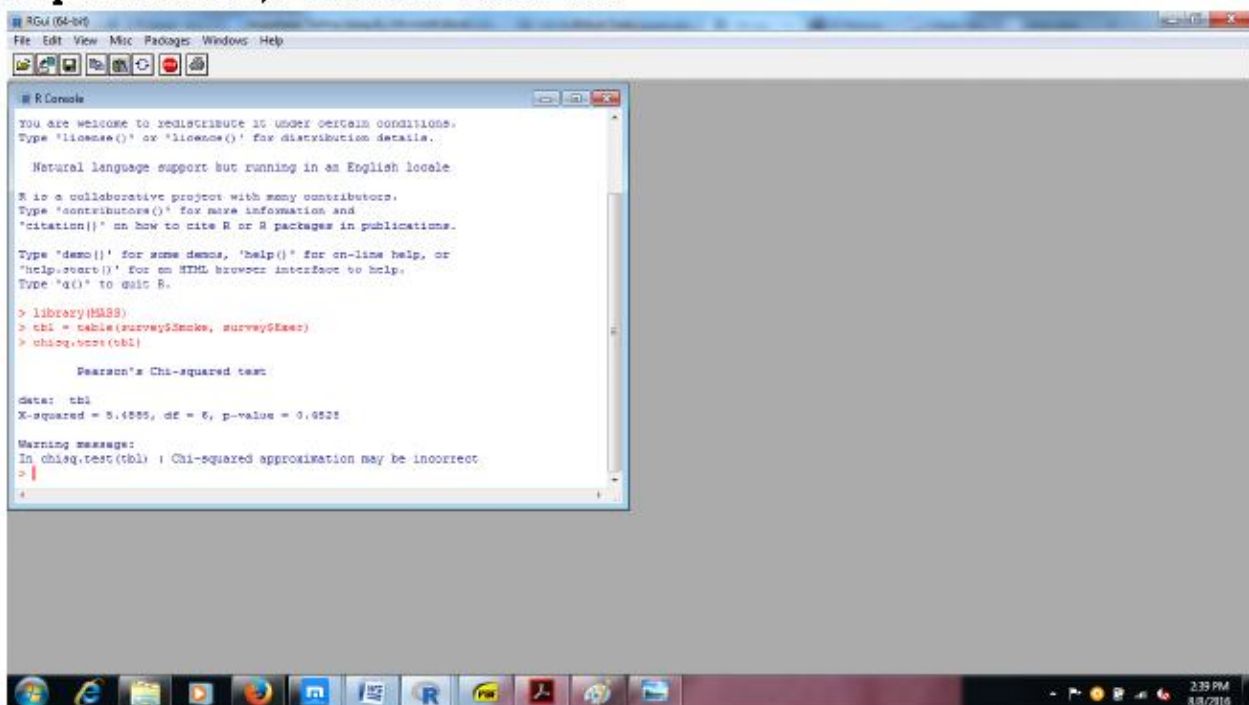 RGui (64-bit)
File Edit View Misc Packages Windows Help
R Console
You are welcome to redistribute it under certain conditions.
Type 'license()' or 'licence()' for distribution details.
Natural language support but running in an English locale
R is a collaborative project with many contributors.
Type 'contributors()' for more information and
'citation()' on how to cite R or R packages in publications.
Type 'demo()' for some demos, 'help()' for on-line help, or
'help.start()' for an HTML browser interface to help.
Type 'q()' to quit R.
> library(MASS)
> tbl = table(survey$Smoke, survey$Exer)
> chisq.test(tbl)
Pearson's Chi-squared test
data: tbl
X-squared = 5.4885, df = 6, p-value = 0.4828
Warning message:
In chisq.test(tbl) : Chi-squared approximation may be incorrect
>
2:39 PM
8/8/2016